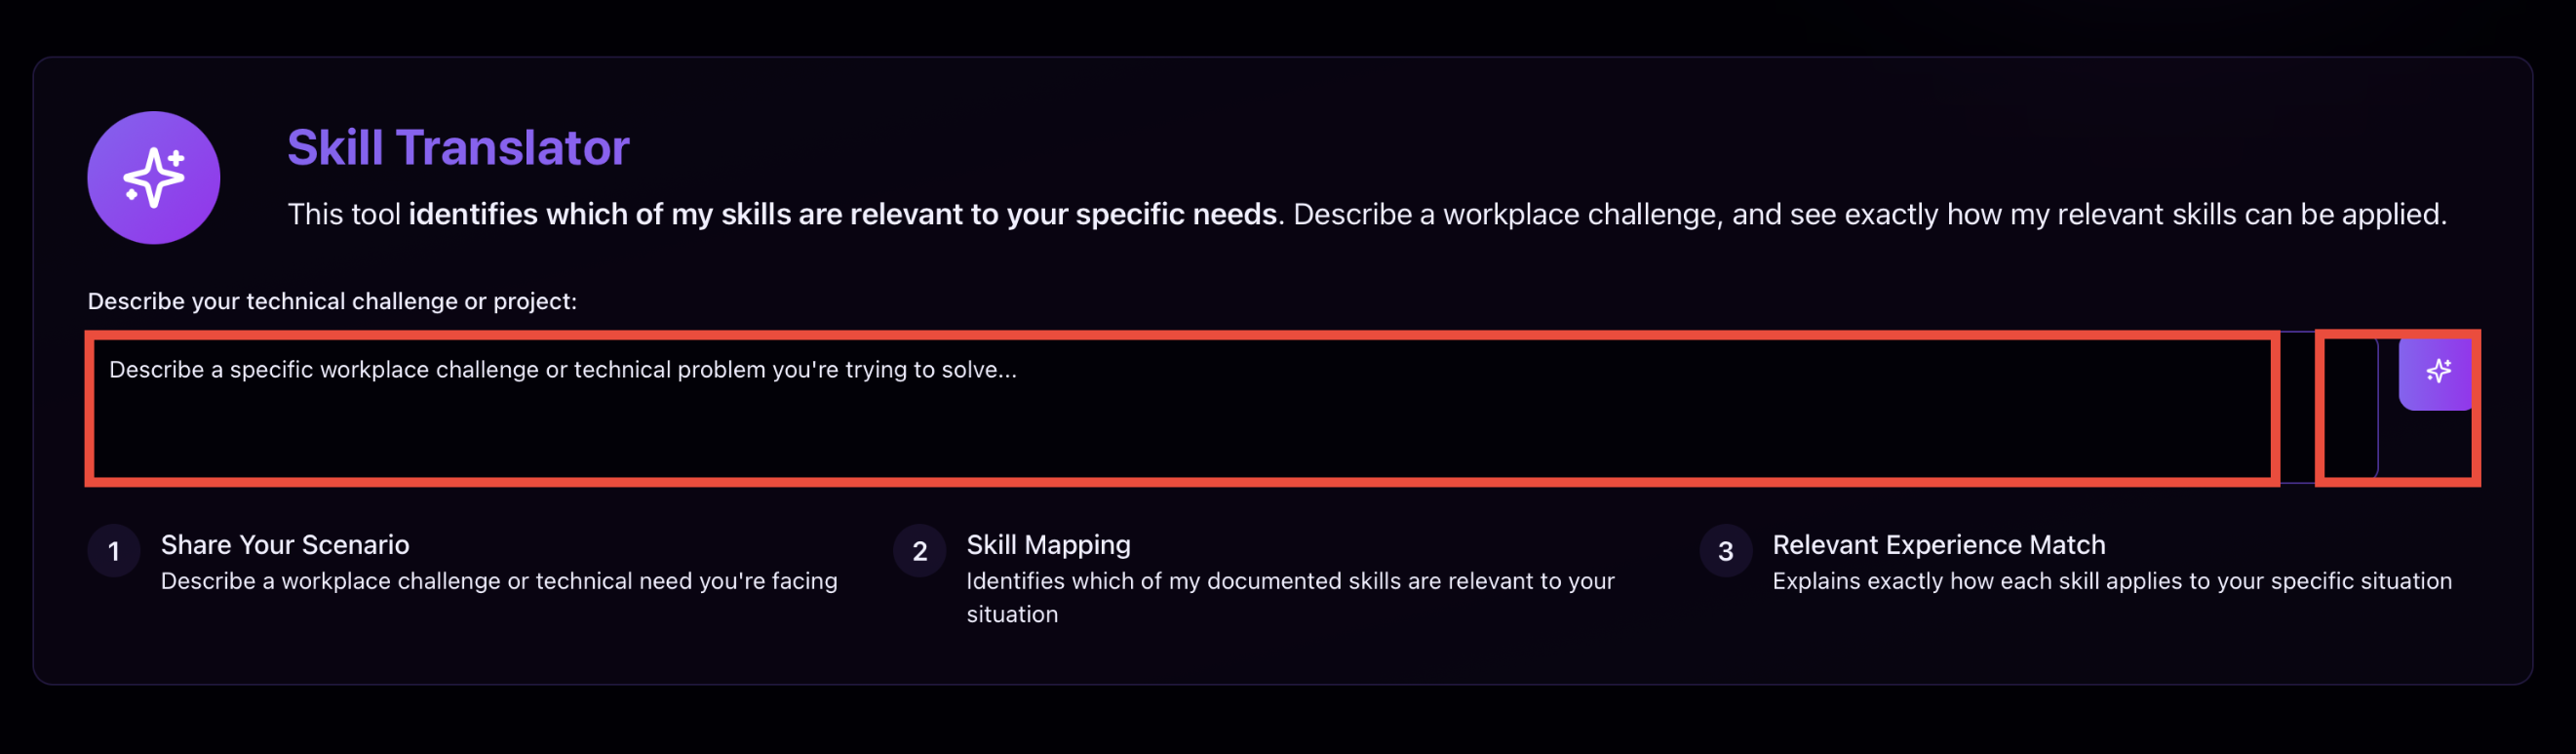 Skill Translator
This tool identifies which of my skills are relevant to your specific needs. Describe a workplace challenge, and see exactly how my relevant skills can be applied.
Describe your technical challenge or project:
Describe a specific workplace challenge or technical problem you're trying to solve...
1
Share Your Scenario
Describe a workplace challenge or technical need you're facing
2
Skill Mapping
Identifies which of my documented skills are relevant to your
situation
3
Relevant Experience Match
Explains exactly how each skill applies to your specific situation